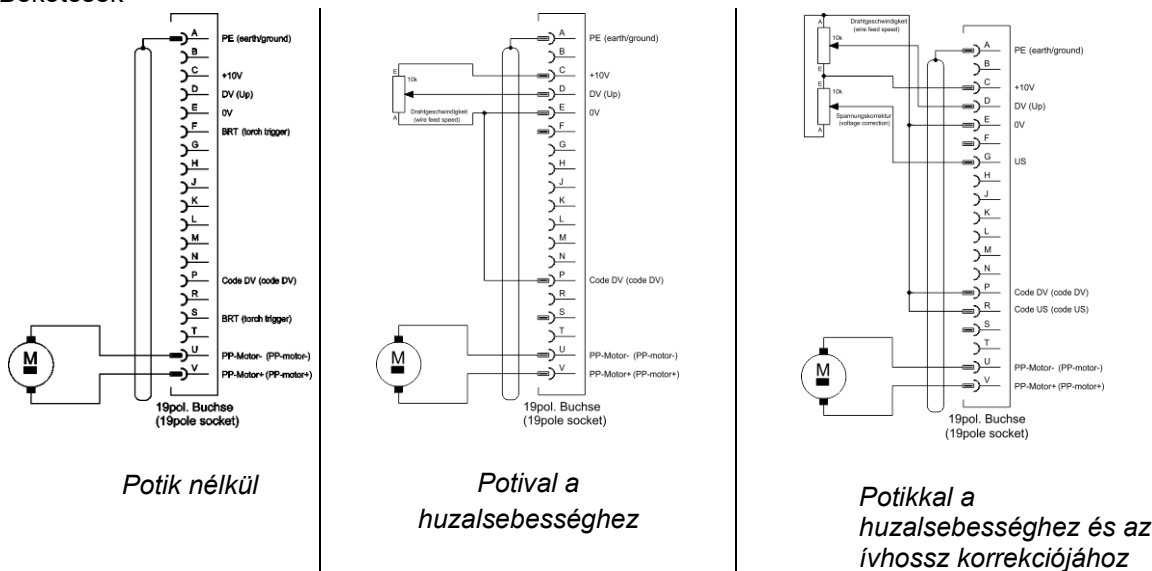 Bekötések
A PE (earth/ground)
B
C +10V
D DV (Up)
E 0V
F BRT (torch trigger)
G
H
J
K
L
M
N
P Code DV (code DV)
R
S BRT (torch trigger)
T
U PP-Motor- (PP-motor-)
V PP-Motor+ (PP-motor+)
M
19pol. Buchse
(19pole socket)
Potik nélkül
A PE (earth/ground)
B
C +10V
D DV (Up)
E 0V
F
G
H
J
K
L
M
N
P Code DV (code DV)
R
S
T
U PP-Motor- (PP-motor-)
V PP-Motor+ (PP-motor+)
E
10k
A
Drahtgeschwindigkeit
(wire feed speed)
M
19pol. Buchse
(19pole socket)
Potival a
huzalsebességhez
A
Drahtgeschwindigkeit
(wire feed speed)
10k
E
E
10k
Spannungskorrektur
(voltage correction)
A
A PE (earth/ground)
B
C +10V
D DV (Up)
E 0V
F
G US
H
J
K
L
M
N
P Code DV (code DV)
R Code US (code US)
S
T
U PP-Motor- (PP-motor-)
V PP-Motor+ (PP-motor+)
M
19pol. Buchse
(19pole socket)
Potikkal a
huzalsebességhez és az
ívhossz korrekciójához